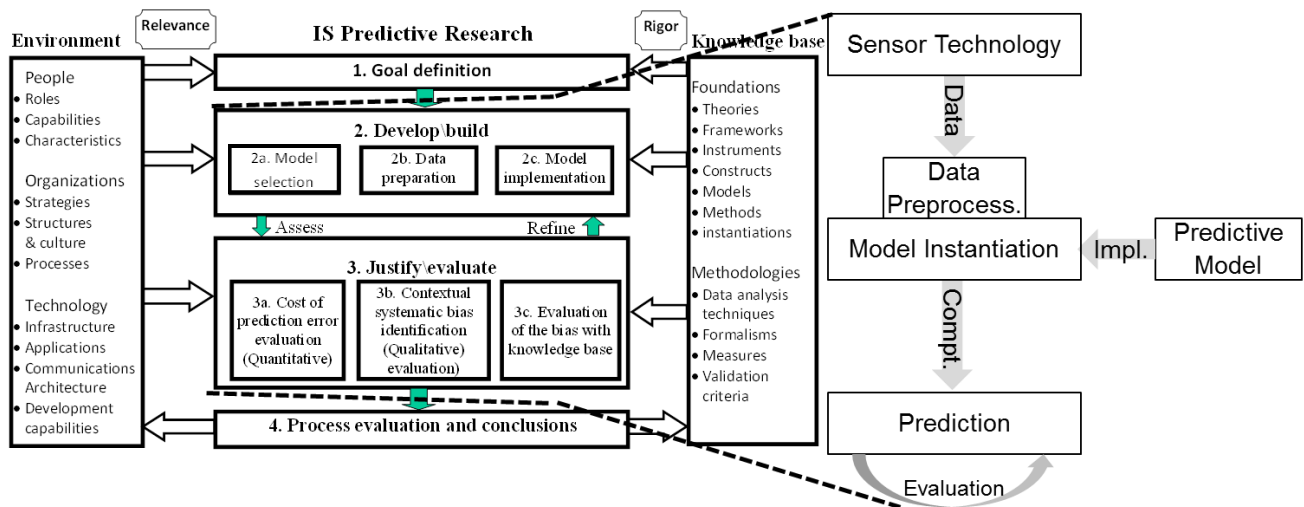 Relevance
Rigor
Environment
IS Predictive Research
Knowledge base
People
• Roles
• Capabilities
• Characteristics
Organizations
• Strategies
• Structures
& culture
• Processes
Technology
• Infrastructure
• Applications
• Communications
Architecture
• Development
capabilities
1. Goal definition
2. Develop\build
2a. Model
selection
2b. Data
preparation
2c. Model
implementation
Assess
Refine
3. Justify\evaluate
3a. Cost of
prediction error
evaluation
(Quantitative)
3b. Contextual
systematic bias
identification
(Qualitative)
evaluation)
3c. Evaluation
of the bias with
knowledge base
4. Process evaluation and conclusions
Foundations
• Theories
• Frameworks
• Instruments
• Constructs
• Models
• Methods
• instantiations
Methodologies
• Data analysis
techniques
• Formalisms
• Measures
• Validation
criteria
Sensor Technology
Data
Data
Preprocess.
Model Instantiation
Impl.
Predictive
Model
Compt.
Prediction
Evaluation